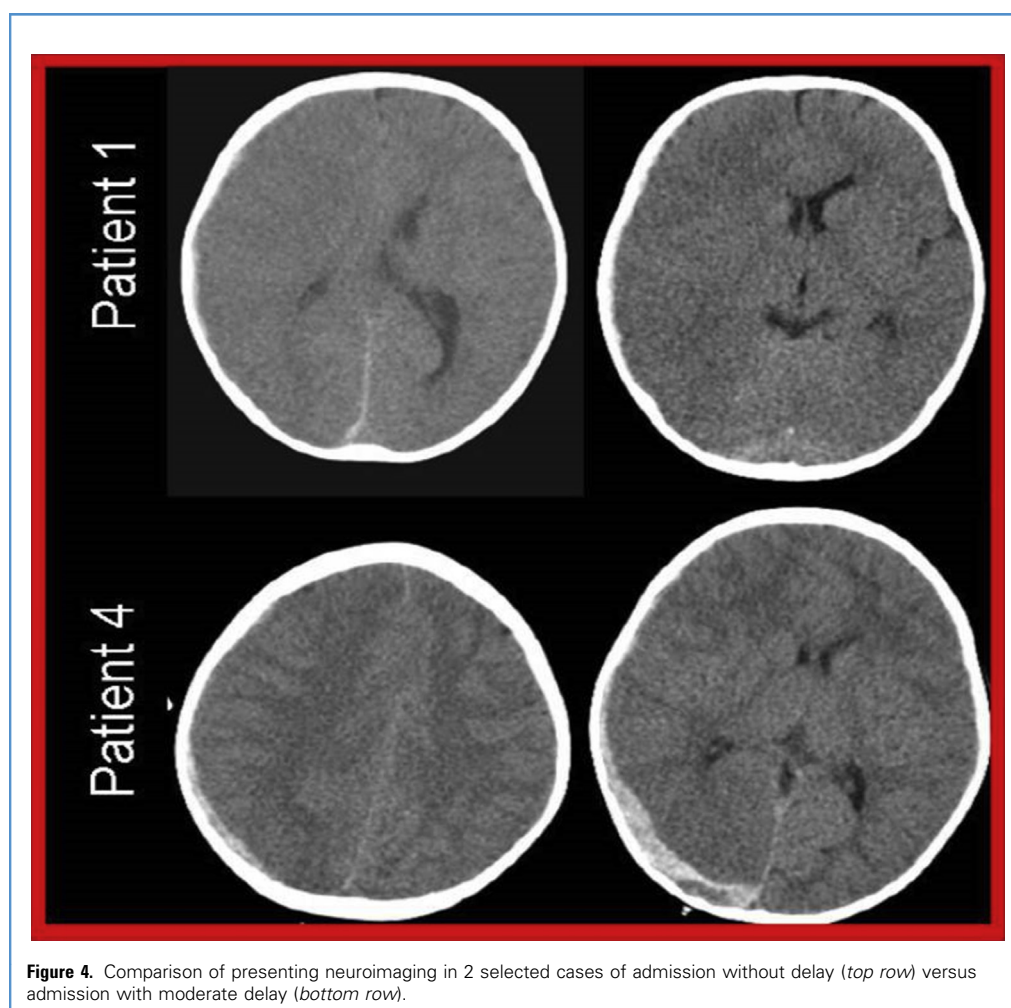 Patient 1
Patient 4
Figure 4. Comparison of presenting neuroimaging in 2 selected cases of admission without delay (top row) versus
admission with moderate delay (bottom row).